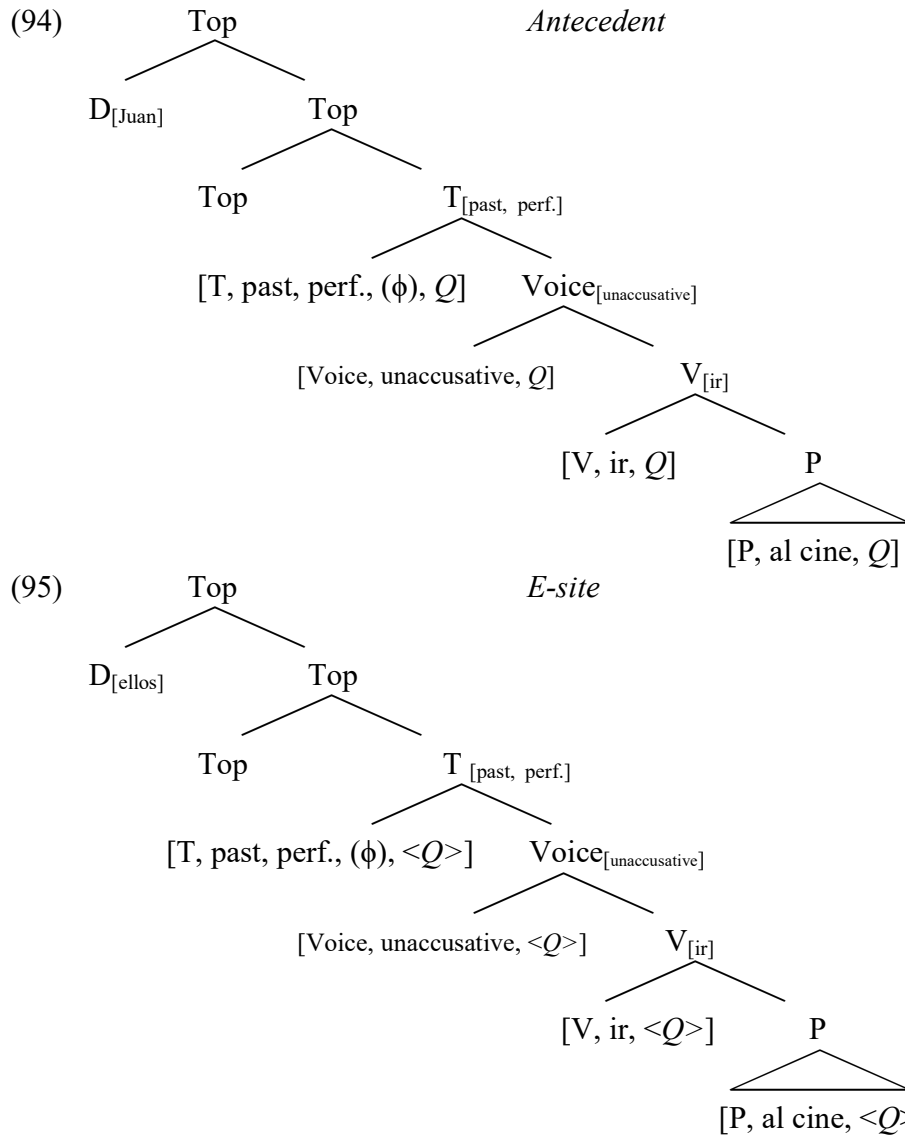 (94) Top Antecedent
D[Juan] Top
Top T[past, perf.]
[T, past, perf., (ϕ), Q] Voice[unaccusative]
[Voice, unaccusative, Q] V[ir]
[V, ir, Q] P
[P, al cine, Q]
(95) Top E-site
D[ellos] Top
Top T [past, perf.]
[T, past, perf., (ϕ), <Q>] Voice[unaccusative]
[Voice, unaccusative, <Q>] V[ir]
[V, ir, <Q>] P
[P, al cine, <Q>